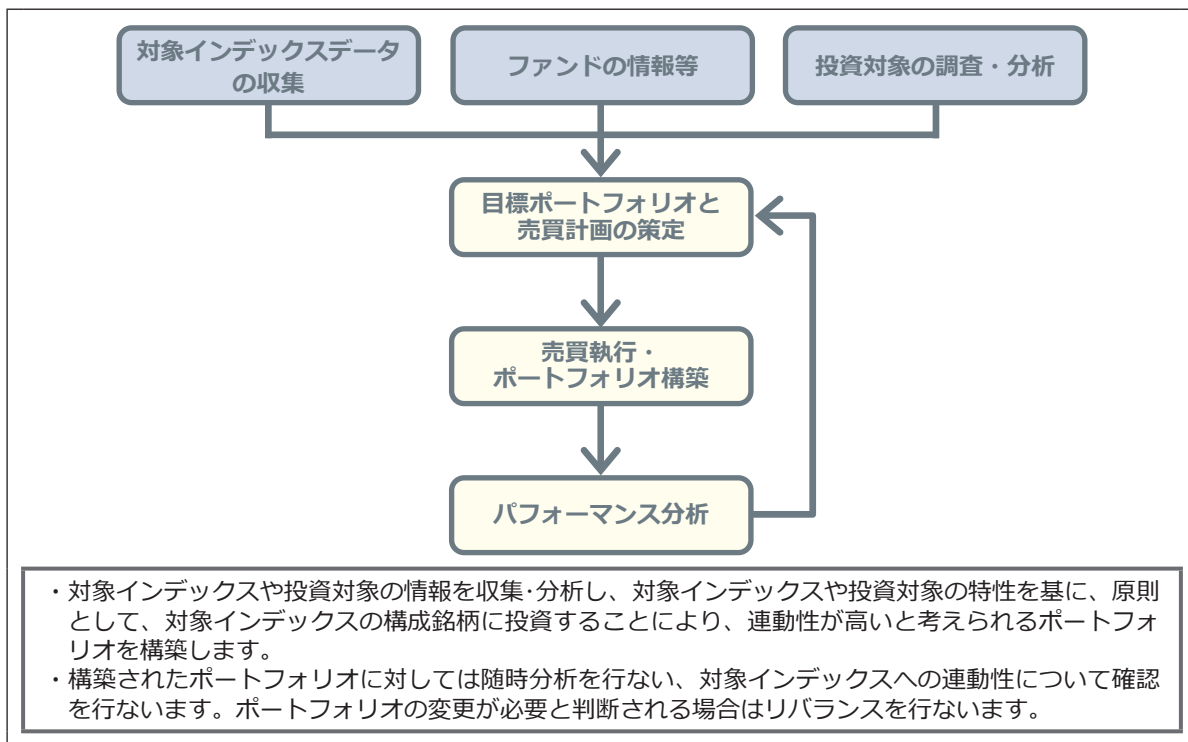 対象インデックスデータ
の収集
ファンドの情報等
投資対象の調査・分析
目標ポートフォリオと
売買計画の策定
売買執行・
ポートフォリオ構築
パフォーマンス分析
・対象インデックスや投資対象の情報を収集･分析し、対象インデックスや投資対象の特性を基に、原則
として、対象インデックスの構成銘柄に投資することにより、連動性が高いと考えられるポートフォ
リオを構築します。
・構築されたポートフォリオに対しては随時分析を行ない、対象インデックスへの連動性について確認
を行ないます。ポートフォリオの変更が必要と判断される場合はリバランスを行ないます。